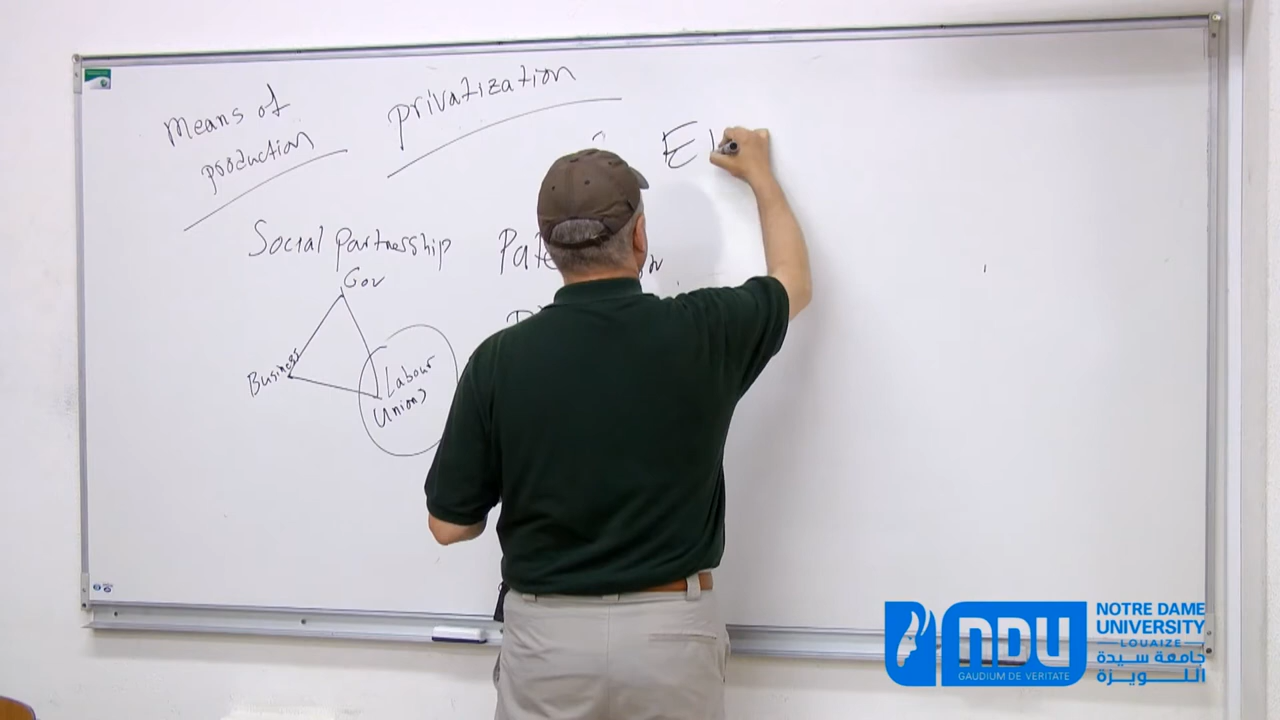 Means of
production
privatization
Social partnership
Gov
Business
Labour
Unions
NDU
GAUDIUM DE VERITATE
NOTRE DAME
UNIVERSITY
LOUAIZE
جامعة سيدة
اللويزة